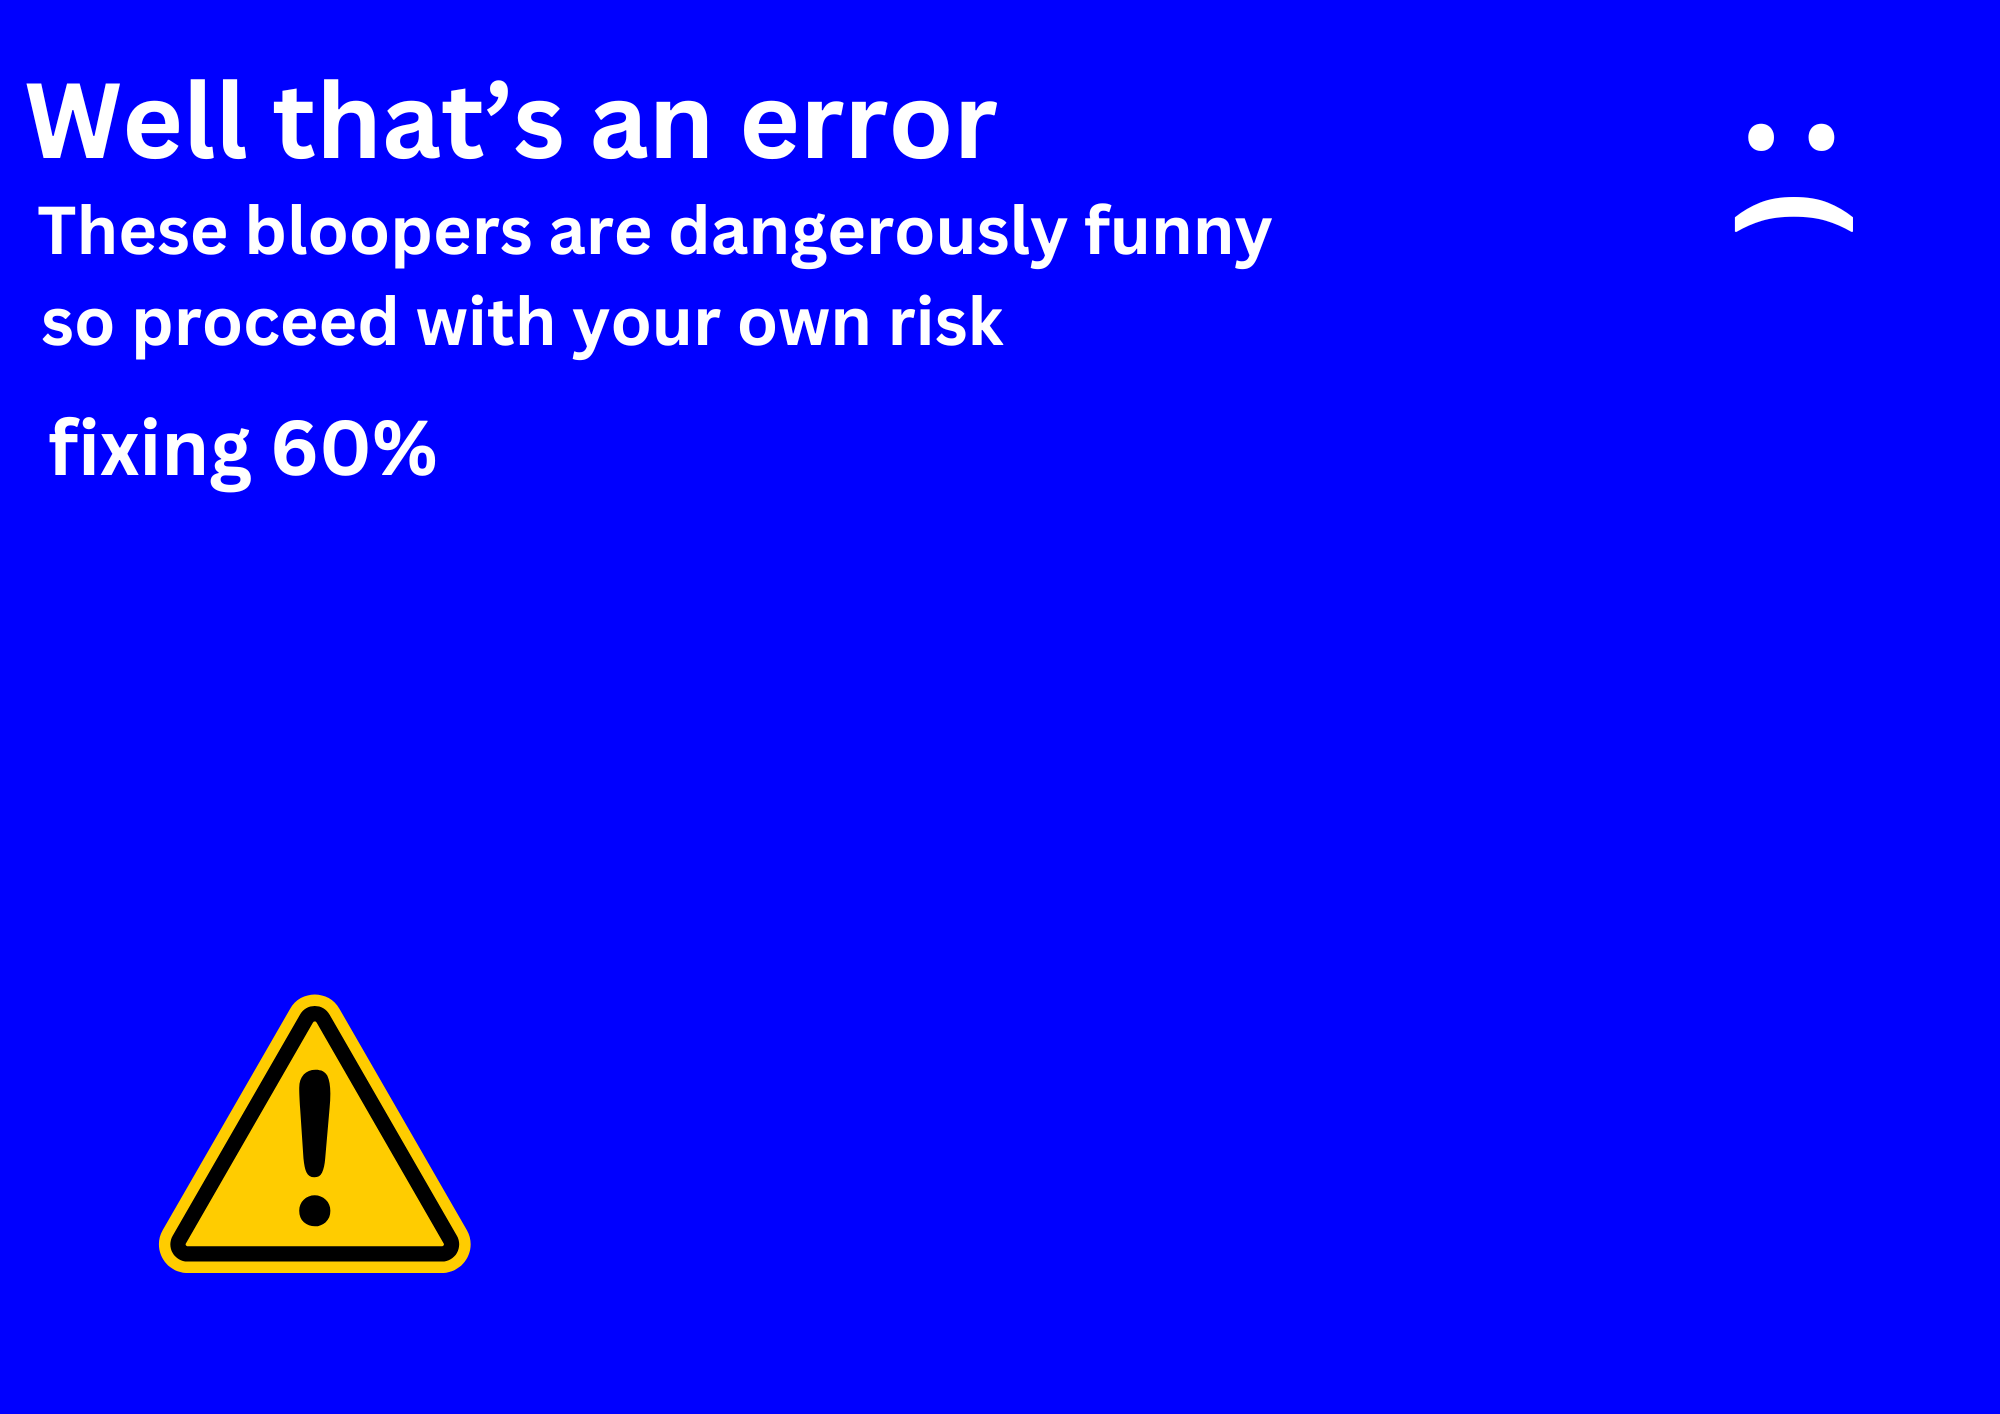 Well that’s an error
These bloopers are dangerously funny
so proceed with your own risk
fixing 60%